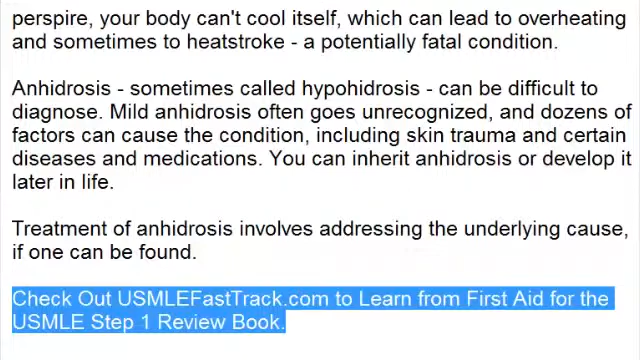 perspire, your body can't cool itself, which can lead to overheating
and sometimes to heatstroke - a potentially fatal condition.
Anhidrosis - sometimes called hypohidrosis - can be difficult to
diagnose. Mild anhidrosis often goes unrecognized, and dozens of
factors can cause the condition, including skin trauma and certain
diseases and medications. You can inherit anhidrosis or develop it
later in life.
Treatment of anhidrosis involves addressing the underlying cause,
if one can be found.
Check Out USMLEFastTrack.com to Learn from First Aid for the
USMLE Step 1 Review Book.